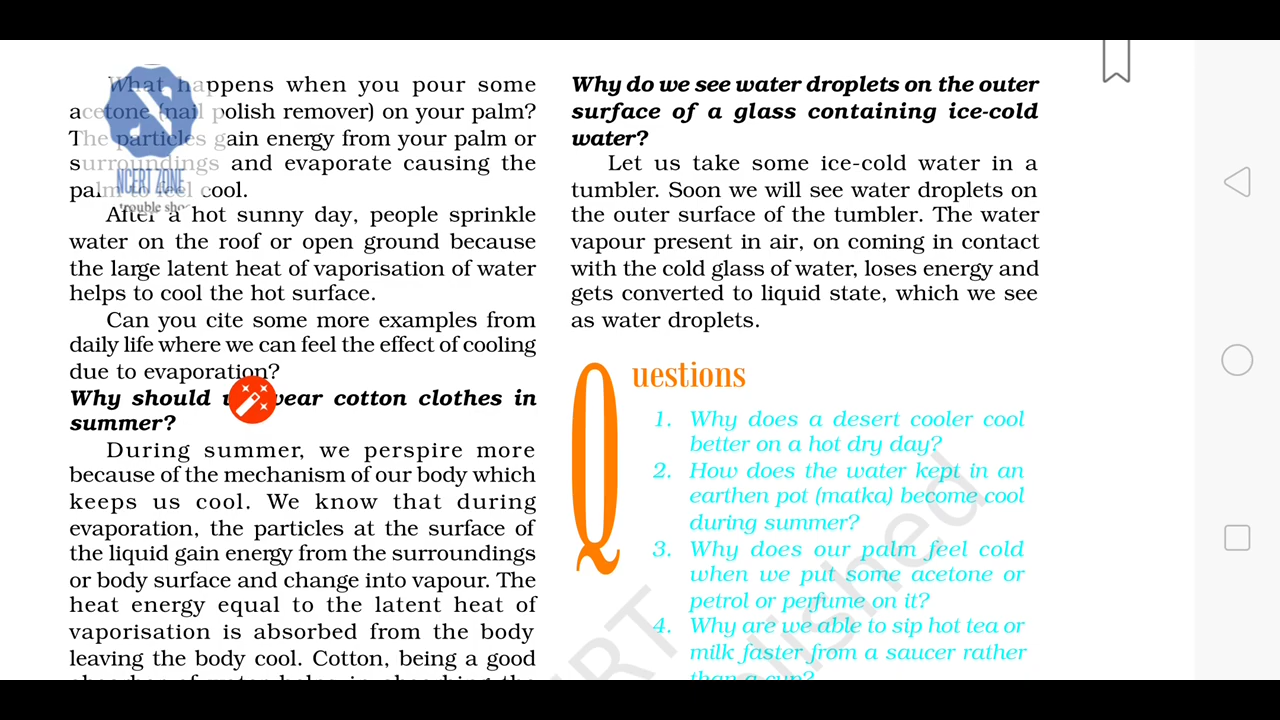 What happens when you pour some
acetone (nail polish remover) on your palm?
The particles gain energy from your palm or
surroundings and evaporate causing the
palm to feel cool.
NCERT ZONE
trouble sho
After a hot sunny day, people sprinkle
water on the roof or open ground because
the large latent heat of vaporisation of water
helps to cool the hot surface.
Can you cite some more examples from
daily life where we can feel the effect of cooling
due to evaporation?
Why should wear cotton clothes in
summer?
During summer, we perspire more
because of the mechanism of our body which
keeps us cool. We know that during
evaporation, the particles at the surface of
the liquid gain energy from the surroundings
or body surface and change into vapour. The
heat energy equal to the latent heat of
vaporisation is absorbed from the body
leaving the body cool. Cotton, being a good
Why do we see water droplets on the outer
surface of a glass containing ice-cold
water?
Let us take some ice-cold water in a
tumbler. Soon we will see water droplets on
the outer surface of the tumbler. The water
vapour present in air, on coming in contact
with the cold glass of water, loses energy and
gets converted to liquid state, which we see
as water droplets.
Questions
1. Why does a desert cooler cool
better on a hot dry day?
2. How does the water kept in an
earthen pot (matka) become cool
during summer?
3. Why does our palm feel cold
when we put some acetone or
petrol or perfume on it?
4. Why are we able to sip hot tea or
milk faster from a saucer rather
than a cup?